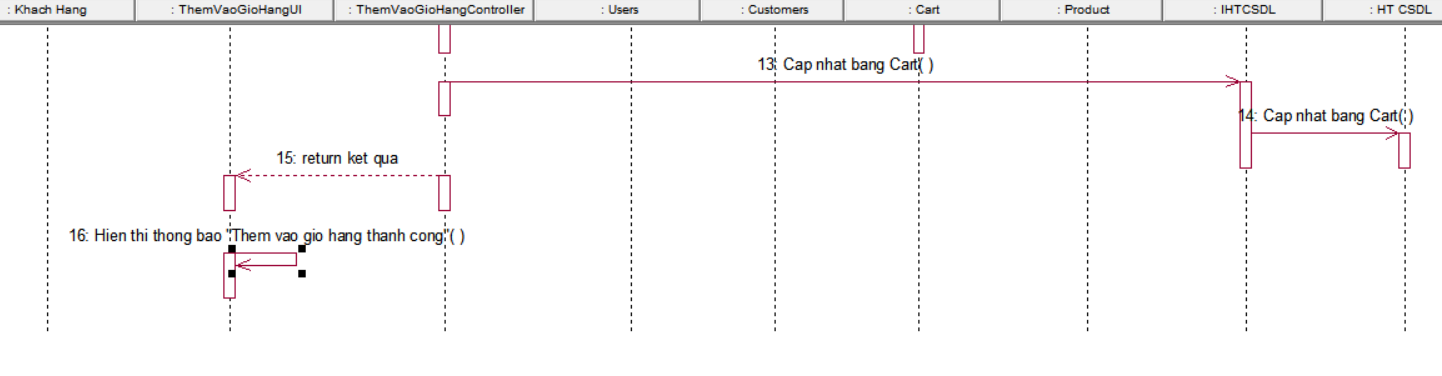 : Khach Hang
: ThemVaoGioHangUI
: ThemVaoGioHangController
: Users
: Customers
: Cart
: Product
: IHTCSDL
: HT CSDL
13: Cap nhat bang Cart( )
14: Cap nhat bang Cart( )
15: return ket qua
16: Hien thi thong bao "Them vao gio hang thanh cong"( )